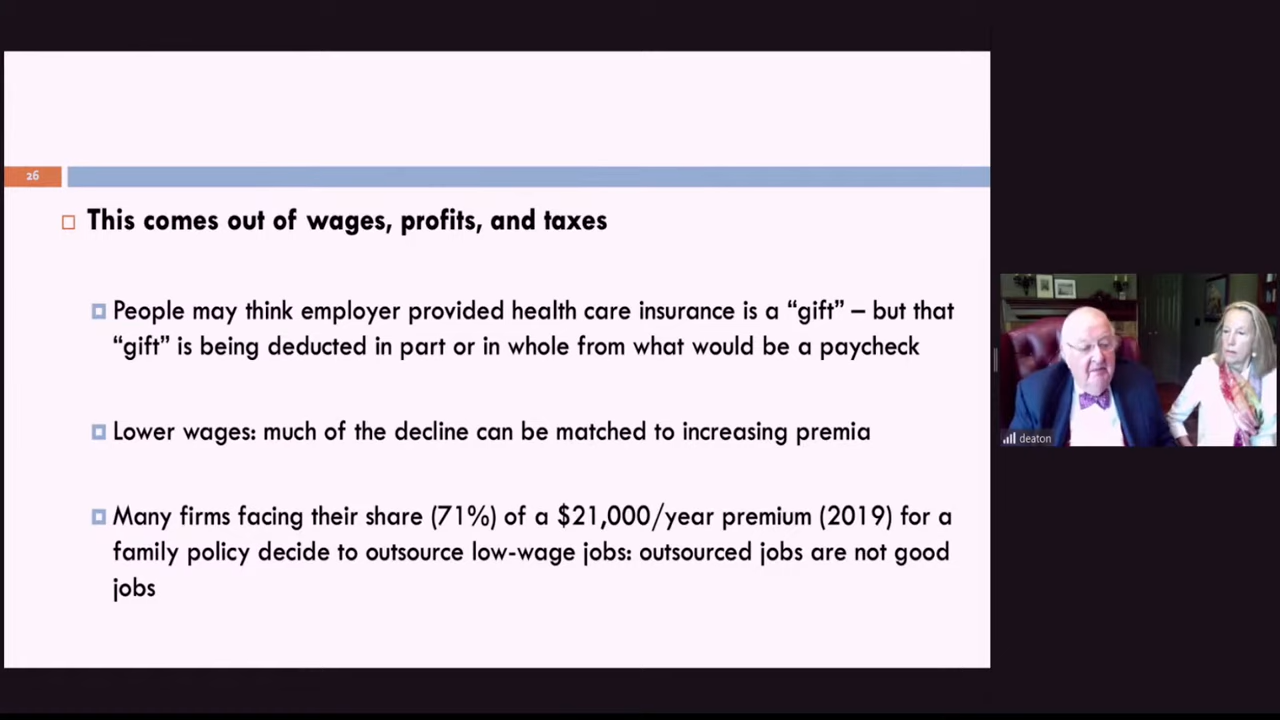 26
This comes out of wages, profits, and taxes
People may think employer provided health care insurance is a “gift” – but that
“gift” is being deducted in part or in whole from what would be a paycheck
Lower wages: much of the decline can be matched to increasing premia
Many firms facing their share (71%) of a $21,000/year premium (2019) for a
family policy decide to outsource low-wage jobs: outsourced jobs are not good
jobs
deaton